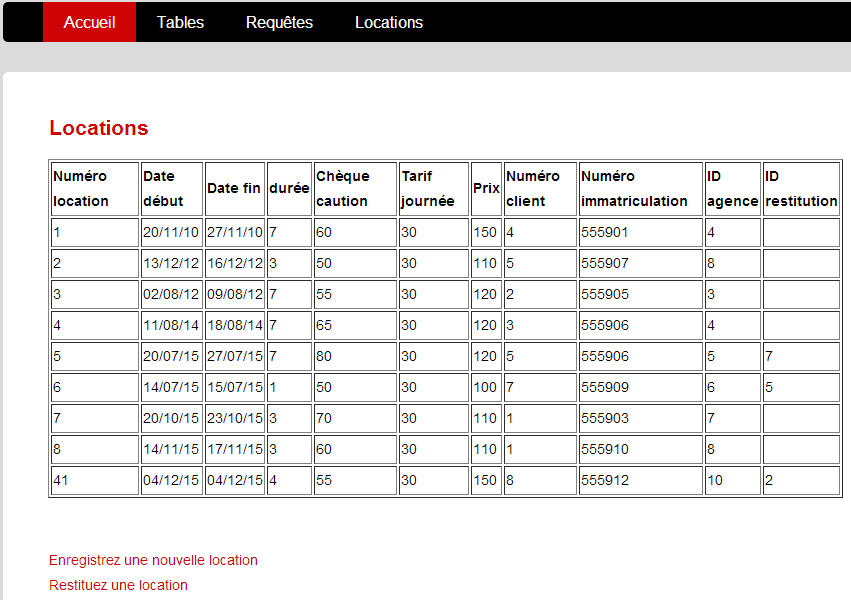 Accueil Tables Requêtes Locations
Locations
Numéro location Date début Date fin durée Chèque caution Tarif journée Prix Numéro client Numéro immatriculation ID agence ID restitution
1 20/11/10 27/11/10 7 60 30 150 4 555901 4
2 13/12/12 16/12/12 3 50 30 110 5 555907 8
3 02/08/12 09/08/12 7 55 30 120 2 555905 3
4 11/08/14 18/08/14 7 65 30 120 3 555906 4
5 20/07/15 27/07/15 7 80 30 120 5 555906 5 7
6 14/07/15 15/07/15 1 50 30 100 7 555909 6 5
7 20/10/15 23/10/15 3 70 30 110 1 555903 7
8 14/11/15 17/11/15 3 60 30 110 1 555910 8
41 04/12/15 04/12/15 4 55 30 150 8 555912 10 2
Enregistrez une nouvelle location
Restituez une location